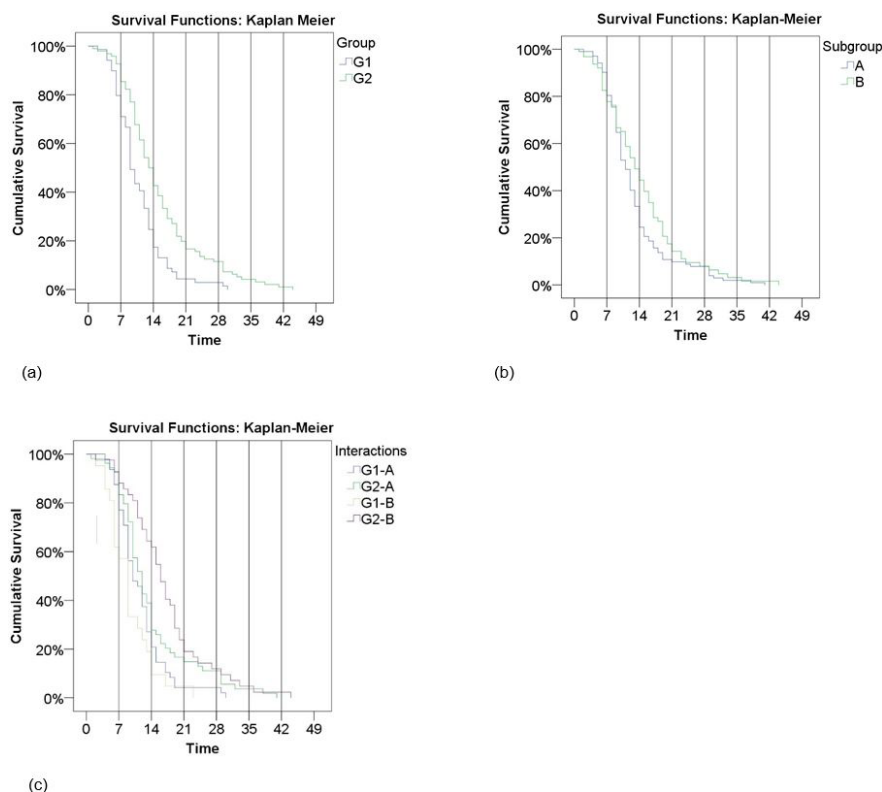 Survival Functions: Kaplan Meier
Group
G1
G2
100%
80%
60%
40%
20%
0%
Cumulative Survival
0 7 14 21 28 35 42 49
Time
(a)
Survival Functions: Kaplan-Meier
Subgroup
A
B
100%
80%
60%
40%
20%
0%
Cumulative Survival
0 7 14 21 28 35 42 49
Time
(b)
Survival Functions: Kaplan-Meier
Interactions
G1-A
G2-A
G1-B
G2-B
100%
80%
60%
40%
20%
0%
Cumulative Survival
0 7 14 21 28 35 42 49
Time
(c)